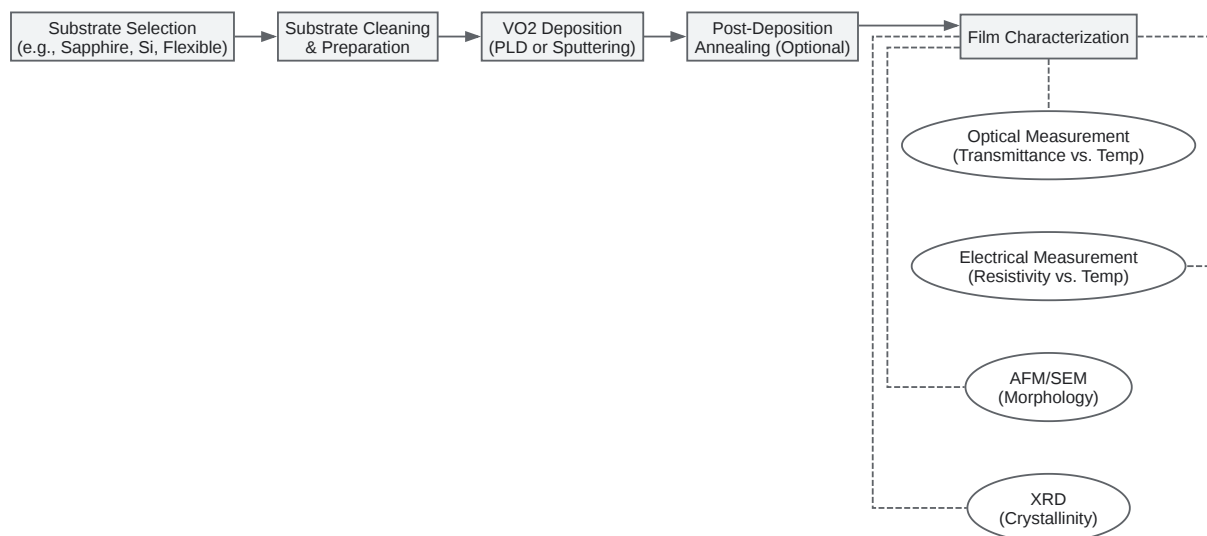 Substrate Selection
(e.g., Sapphire, Si, Flexible)
Substrate Cleaning
& Preparation
VO2 Deposition
(PLD or Sputtering)
Post-Deposition
Annealing (Optional)
Film Characterization
Optical Measurement
(Transmittance vs. Temp)
Electrical Measurement
(Resistivity vs. Temp)
AFM/SEM
(Morphology)
XRD
(Crystallinity)